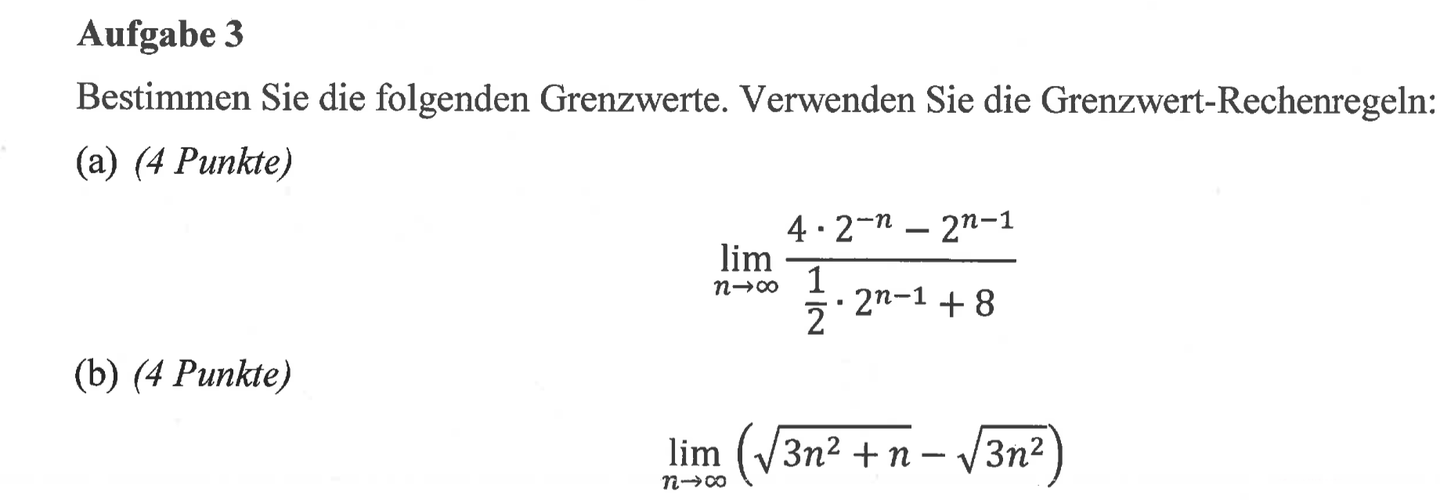 Aufgabe 3
Bestimmen Sie die folgenden Grenzwerte. Verwenden Sie die Grenzwert-Rechenregeln:
(a) (4 Punkte)
$\lim_{n \to \infty} \frac{4 \cdot 2^{-n} - 2^{n-1}}{\frac{1}{2} \cdot 2^{n-1} + 8}$
(b) (4 Punkte)
$\lim_{n \to \infty} \left( \sqrt{3n^2 + n} - \sqrt{3n^2} \right)$